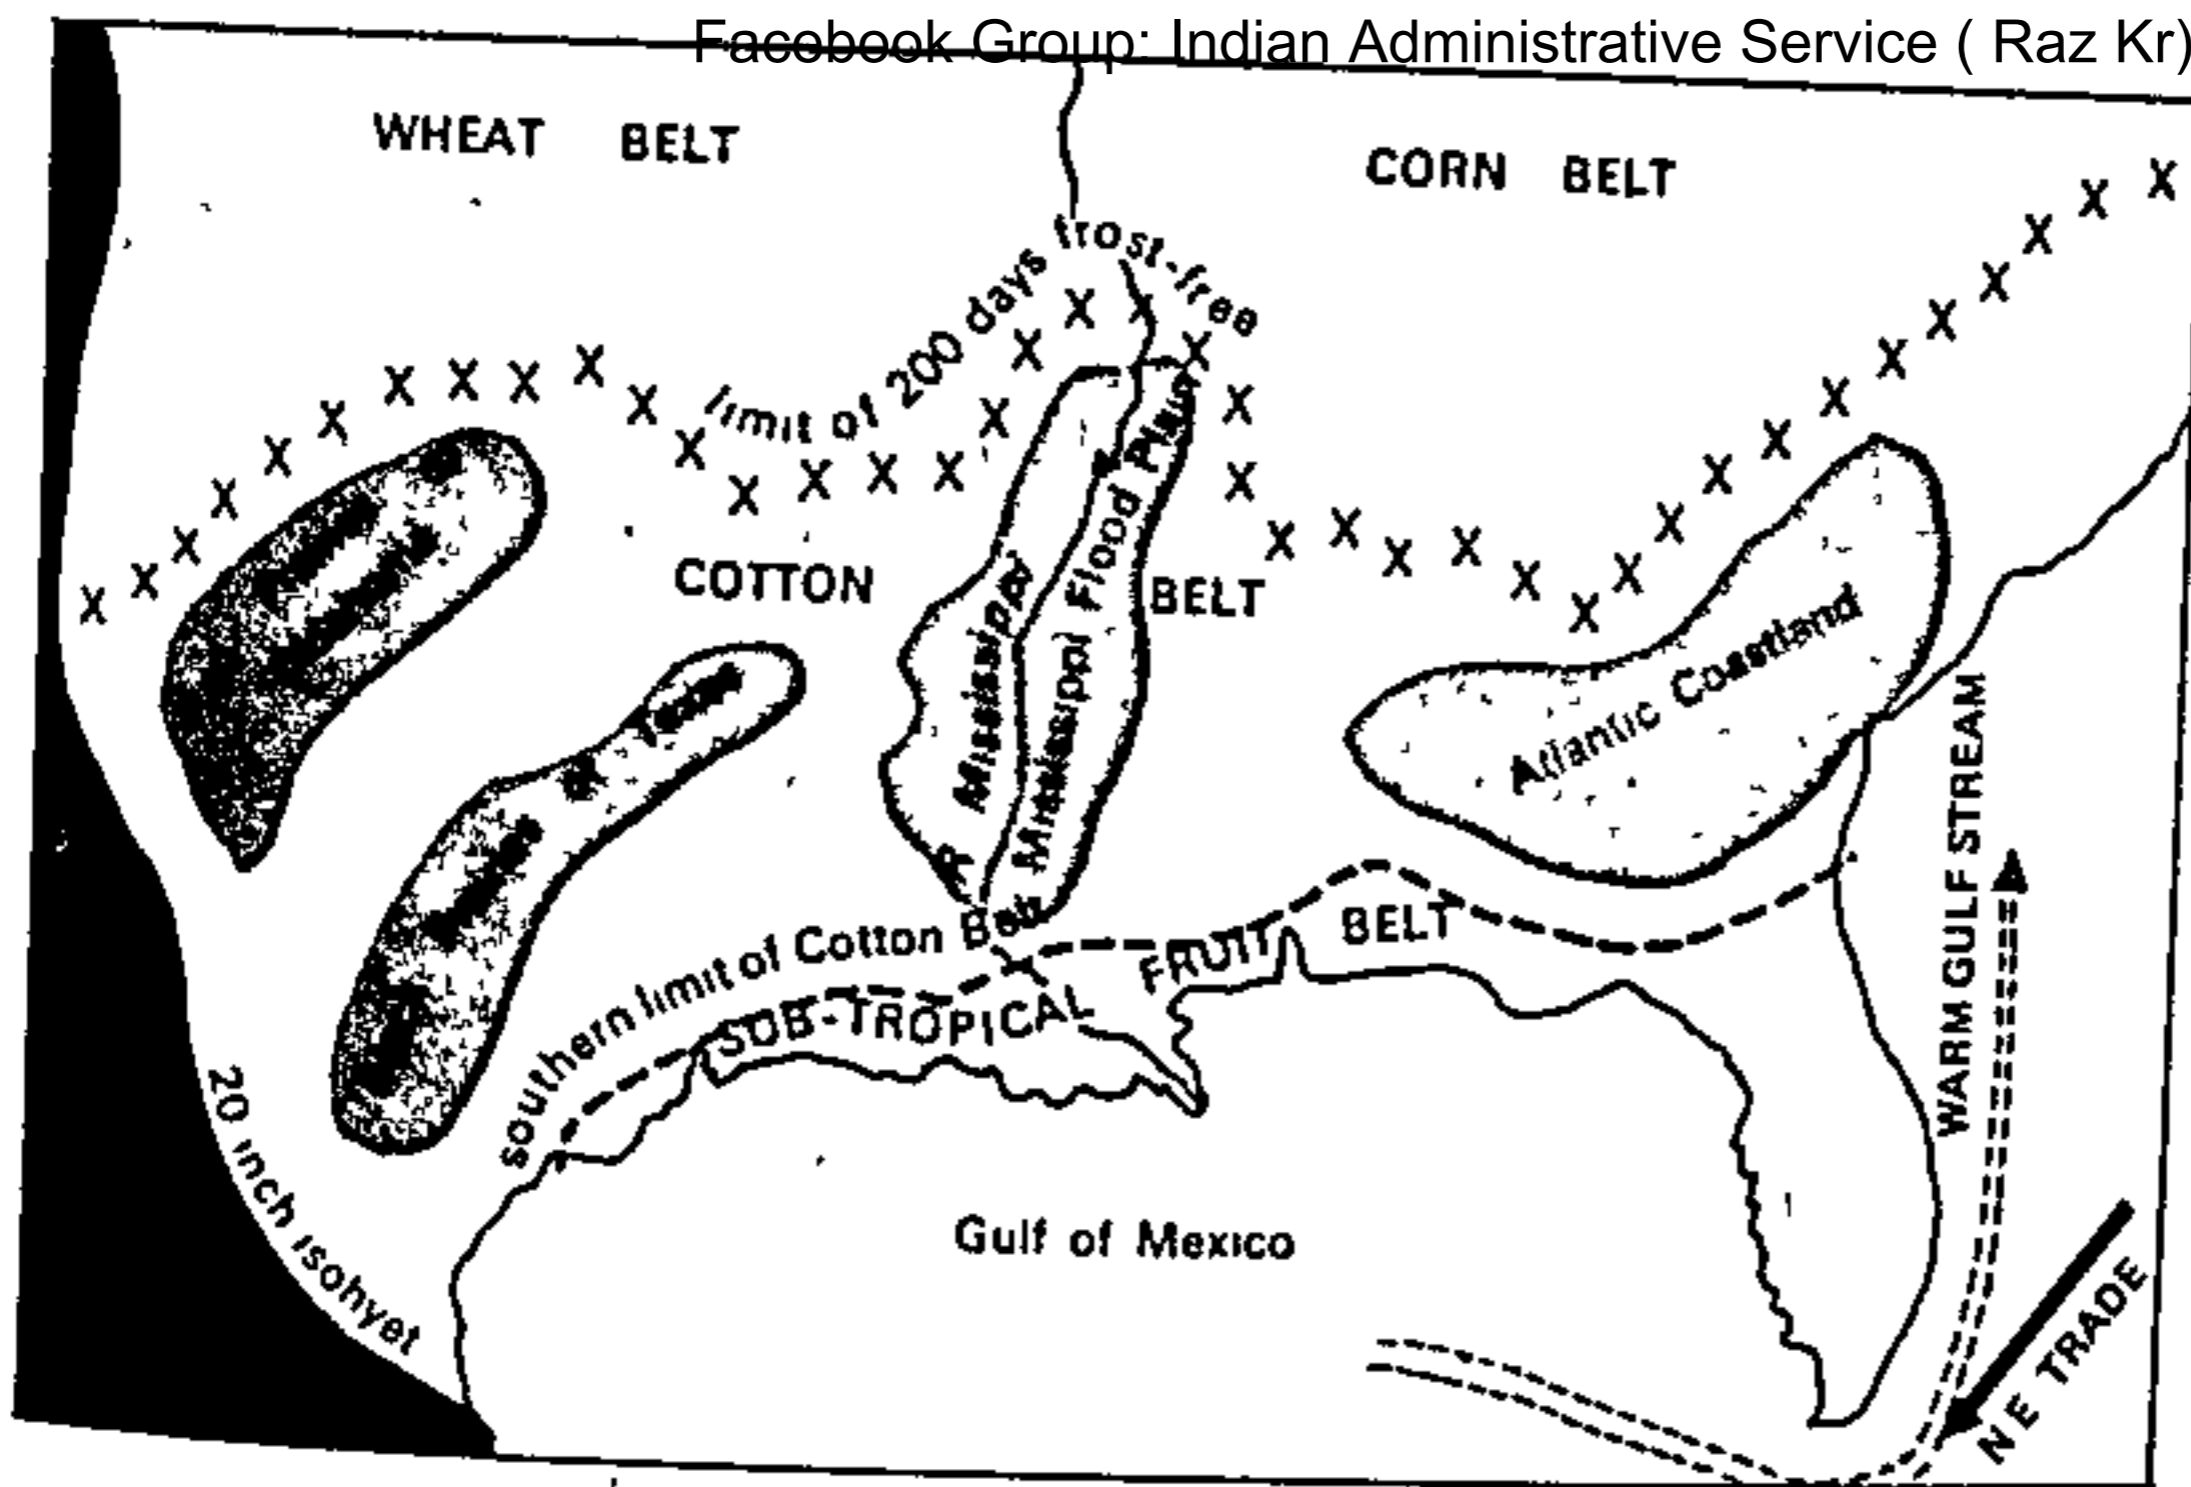 Facebook Group: Indian Administrative Service ( Raz Kr)
WHEAT BELT
CORN BELT
limit of 200 days frost-free
X X X X X X X X X X X X X X X X X X X X X X X X X X X X X X X X X X X X X X
COTTON BELT
R Mississippi
Mississippi Flood Plain
Texas
Atlantic Coastland
southern limit of Cotton Belt
SUB-TROPICAL FRUIT BELT
WARM GULF STREAM
20 inch isohyet
Gulf of Mexico
N E TRADE